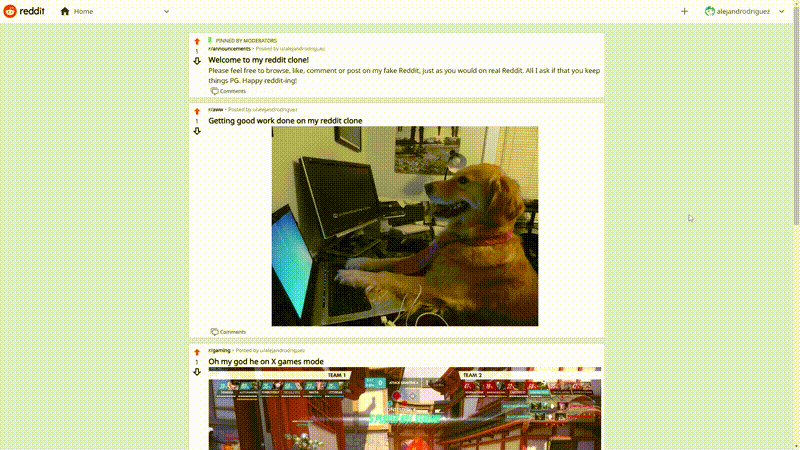 reddit
Home
alejandrodriguez
PINNED BY MODERATORS
r/announcements • Posted by u/alejandrodriguez
1
Welcome to my reddit clone!
Please feel free to browse, like, comment or post on my fake Reddit, just as you would on real Reddit. All I ask if that you keep
things PG. Happy reddit-ing!
Comments
r/aww • Posted by u/alejandrodriguez
1
Getting good work done on my reddit clone
Comments
r/gaming • Posted by u/alejandrodriguez
1
Oh my god he on X games mode
TEAM 1
TEAM 2